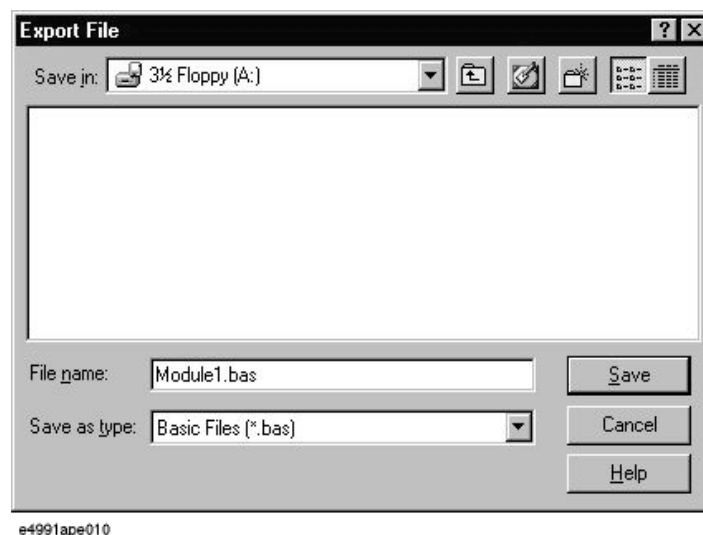 Export File
Save in: 3½ Floppy (A:)
File name: Module1.bas
Save
Save as type: Basic Files (*.bas)
Cancel
Help
e4991ape010